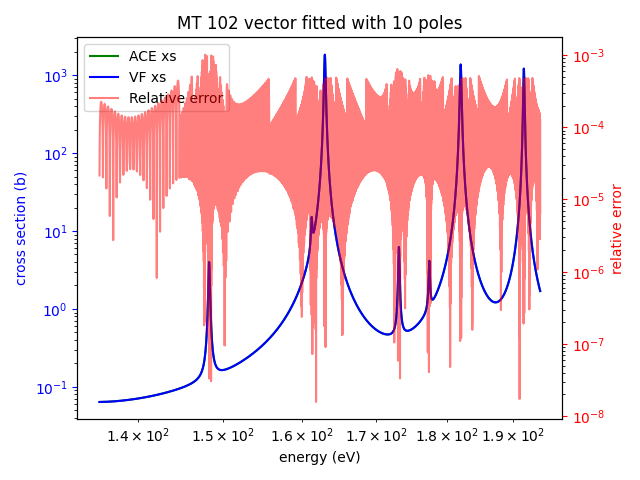 MT 102 vector fitted with 10 poles
ACE xs
VF xs
Relative error
cross section (b)
10³
10²
10¹
10⁰
10⁻¹
10⁻³
10⁻⁴
10⁻⁵
10⁻⁶
10⁻⁷
10⁻⁸
relative error
1.4 × 10² 1.5 × 10² 1.6 × 10² 1.7 × 10² 1.8 × 10² 1.9 × 10²
energy (eV)